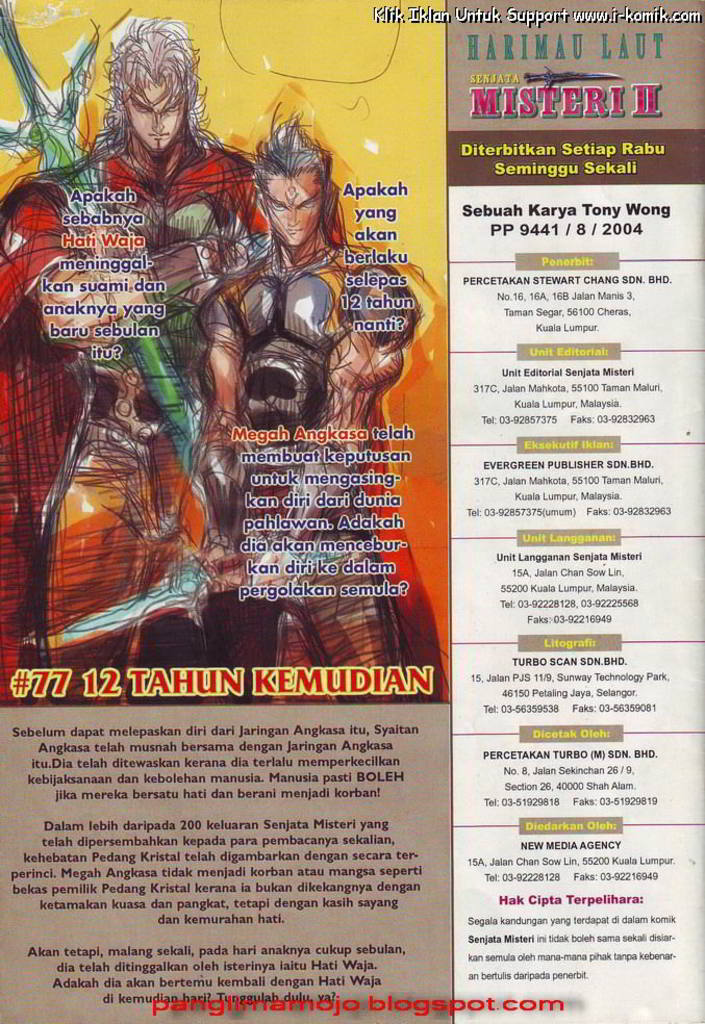 Klik Iklan Untuk Support www.i-komik.com
HARIMAU LAUT
SENJATA
MISTERI II
Diterbitkan Setiap Rabu
Seminggu Sekali
Sebuah Karya Tony Wong
PP 9441 / 8 / 2004
Penerbit:
PERCETAKAN STEWART CHANG SDN. BHD.
No.16, 16A, 16B Jalan Manis 3,
Taman Segar, 56100 Cheras,
Kuala Lumpur.
Unit Editorial:
Unit Editorial Senjata Misteri
317C, Jalan Mahkota, 55100 Taman Maluri,
Kuala Lumpur, Malaysia.
Tel: 03-92857375 Faks: 03-92832963
Eksekutif Iklan:
EVERGREEN PUBLISHER SDN.BHD.
317C, Jalan Mahkota, 55100 Taman Maluri,
Kuala Lumpur, Malaysia.
Tel: 03-92857375(umum) Faks: 03-92832963
Unit Langganan:
Unit Langganan Senjata Misteri
15A, Jalan Chan Sow Lin,
55200 Kuala Lumpur, Malaysia.
Tel: 03-92228128, 03-92225568
Faks: 03-92216949
Litografi:
TURBO SCAN SDN.BHD.
15, Jalan PJS 11/9, Sunway Technology Park,
46150 Petaling Jaya, Selangor.
Tel: 03-56359538 Faks: 03-56359081
Dicetak Oleh:
PERCETAKAN TURBO (M) SDN. BHD.
No. 8, Jalan Sekinchan 26 / 9,
Section 26, 40000 Shah Alam.
Tel: 03-51929818 Faks: 03-51929819
Diedarkan Oleh:
NEW MEDIA AGENCY
15A, Jalan Chan Sow Lin, 55200 Kuala Lumpur.
Tel: 03-92228128 Faks: 03-92216949
Hak Cipta Terpelihara:
Segala kandungan yang terdapat di dalam komik
Senjata Misteri ini tidak boleh sama sekali disiar-
kan semula oleh mana-mana pihak tanpa kebenar-
an bertulis daripada penerbit.
Apakah
sebabnya
Hati Waja
meninggal-
kan suami dan
anaknya yang
baru sebulan
itu?
Apakah
yang
akan
berlaku
selepas
12 tahun
nanti?
Megah Angkasa telah
membuat keputusan
untuk mengasing-
kan diri dari dunia
pahlawan. Adakah
dia akan mencebur-
kan diri ke dalam
pergolakan semula?
#77 12 TAHUN KEMUDIAN
Sebelum dapat melepaskan diri dari Jaringan Angkasa itu, Syaitan
Angkasa telah musnah bersama dengan Jaringan Angkasa
itu.Dia telah ditewaskan kerana dia terlalu memperkecilkan
kebijaksanaan dan kebolehan manusia. Manusia pasti BOLEH
jika mereka bersatu hati dan berani menjadi korban!
Dalam lebih daripada 200 keluaran Senjata Misteri yang
telah dipersembahkan kepada para pembacanya sekalian,
kehebatan Pedang Kristal telah digambarkan dengan secara ter-
perinci. Megah Angkasa tidak menjadi korban atau mangsa seperti
bekas pemilik Pedang Kristal kerana ia bukan dikekangnya dengan
ketamakan kuasa dan pangkat, tetapi dengan kasih sayang
dan kemurahan hati.
Akan tetapi, malang sekali, pada hari anaknya cukup sebulan,
dia telah ditinggalkan oleh isterinya iaitu Hati Waja.
Adakah dia akan bertemu kembali dengan Hati Waja
di kemudian hari? Tunggulah dulu, ya?
panglimamojo blogspot.com